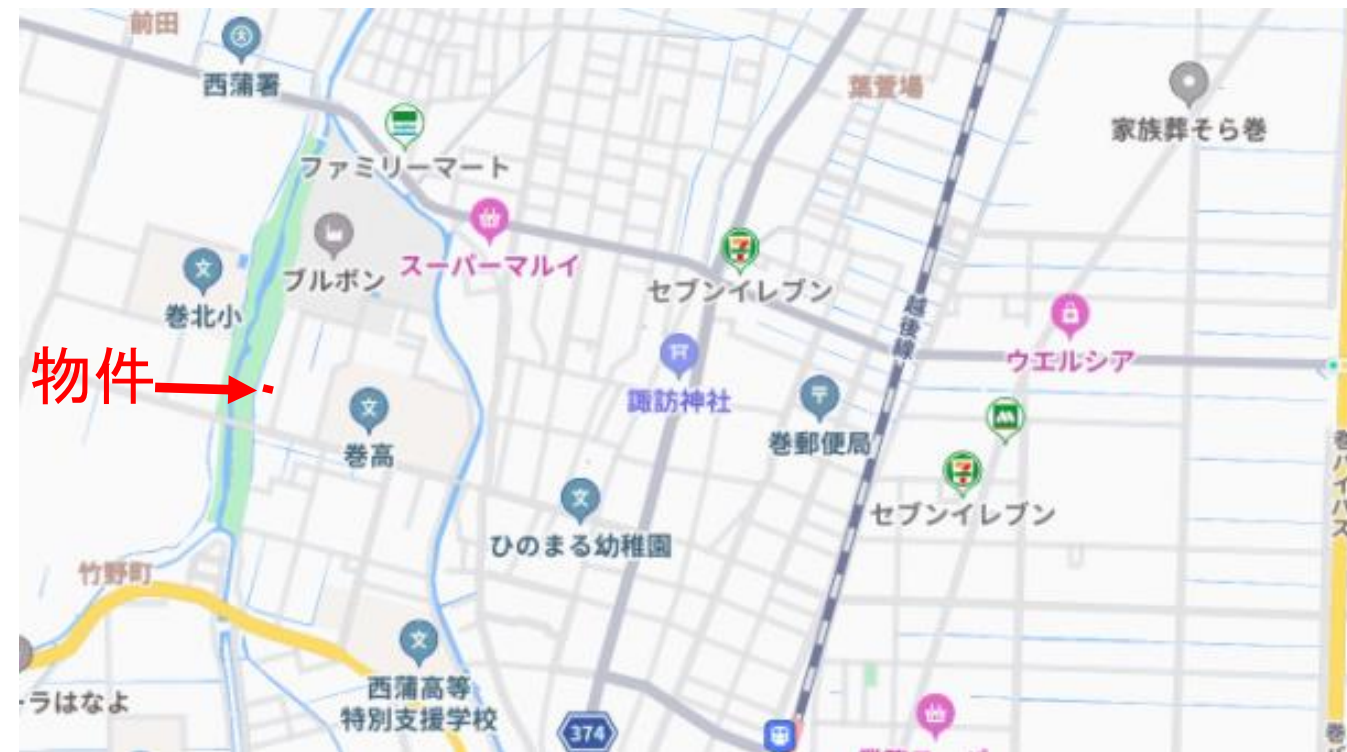 前田
西蒲署
葉萱場
家族葬そら巻
ファミリーマート
ブルボン
スーパーマルイ
セブンイレブン
巻北小
越後線
ウエルシア
物件
諏訪神社
巻郵便局
巻高
セブンイレブン
巻バイパス
ひのまる幼稚園
竹野町
西蒲高等
特別支援学校
ラはなよ
374